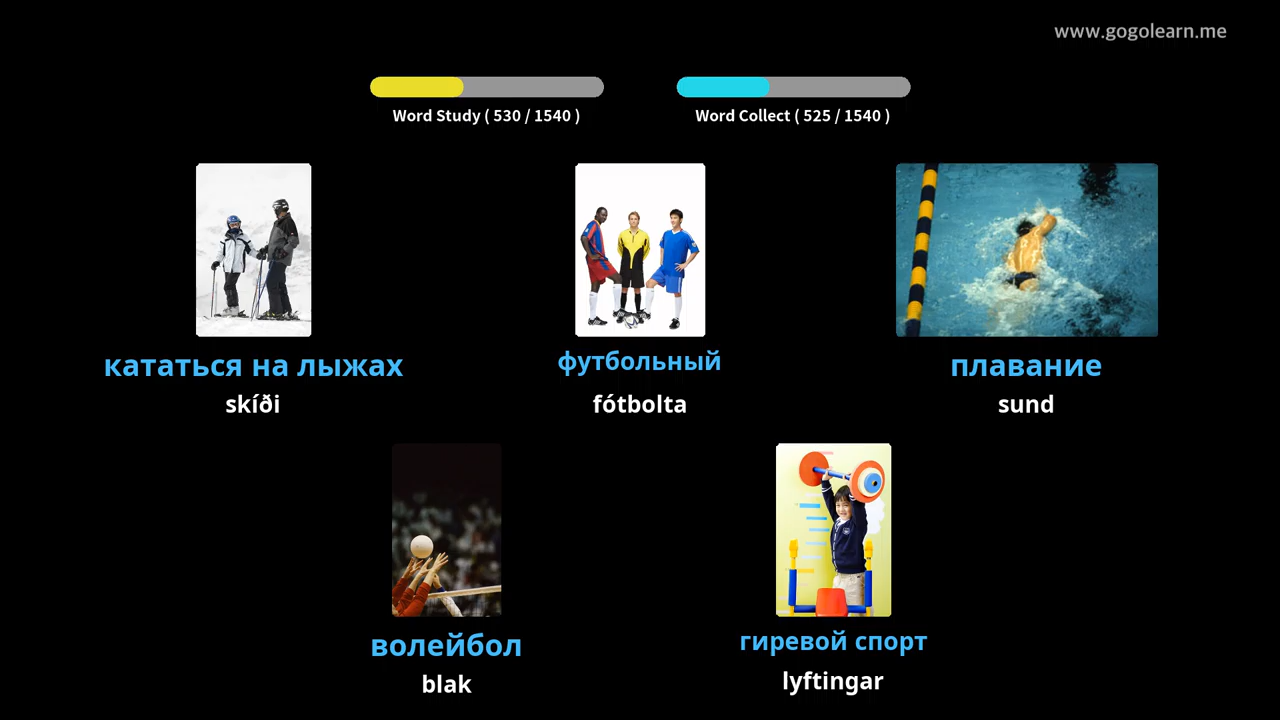 www.gogolearn.me
Word Study ( 530 / 1540 )
Word Collect ( 525 / 1540 )
кататься на лыжах
skíði
футбольный
fótbolta
плавание
sund
волейбол
blak
гиревой спорт
lyftingar